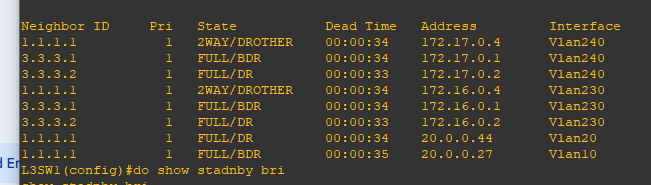 Neighbor ID     Pri   State           Dead Time   Address         Interface
1.1.1.1           1   2WAY/DROTHER    00:00:34    172.17.0.4      Vlan240
3.3.3.1           1   FULL/BDR        00:00:34    172.17.0.1      Vlan240
3.3.3.2           1   FULL/DR         00:00:33    172.17.0.2      Vlan240
1.1.1.1           1   2WAY/DROTHER    00:00:34    172.16.0.4      Vlan230
3.3.3.1           1   FULL/BDR        00:00:34    172.16.0.1      Vlan230
3.3.3.2           1   FULL/DR         00:00:33    172.16.0.2      Vlan230
1.1.1.1           1   FULL/DR         00:00:34    20.0.0.44       Vlan20
1.1.1.1           1   FULL/BDR        00:00:35    20.0.0.27       Vlan10
L3SW1(config)#do show stadnby bri
show stadnby bri